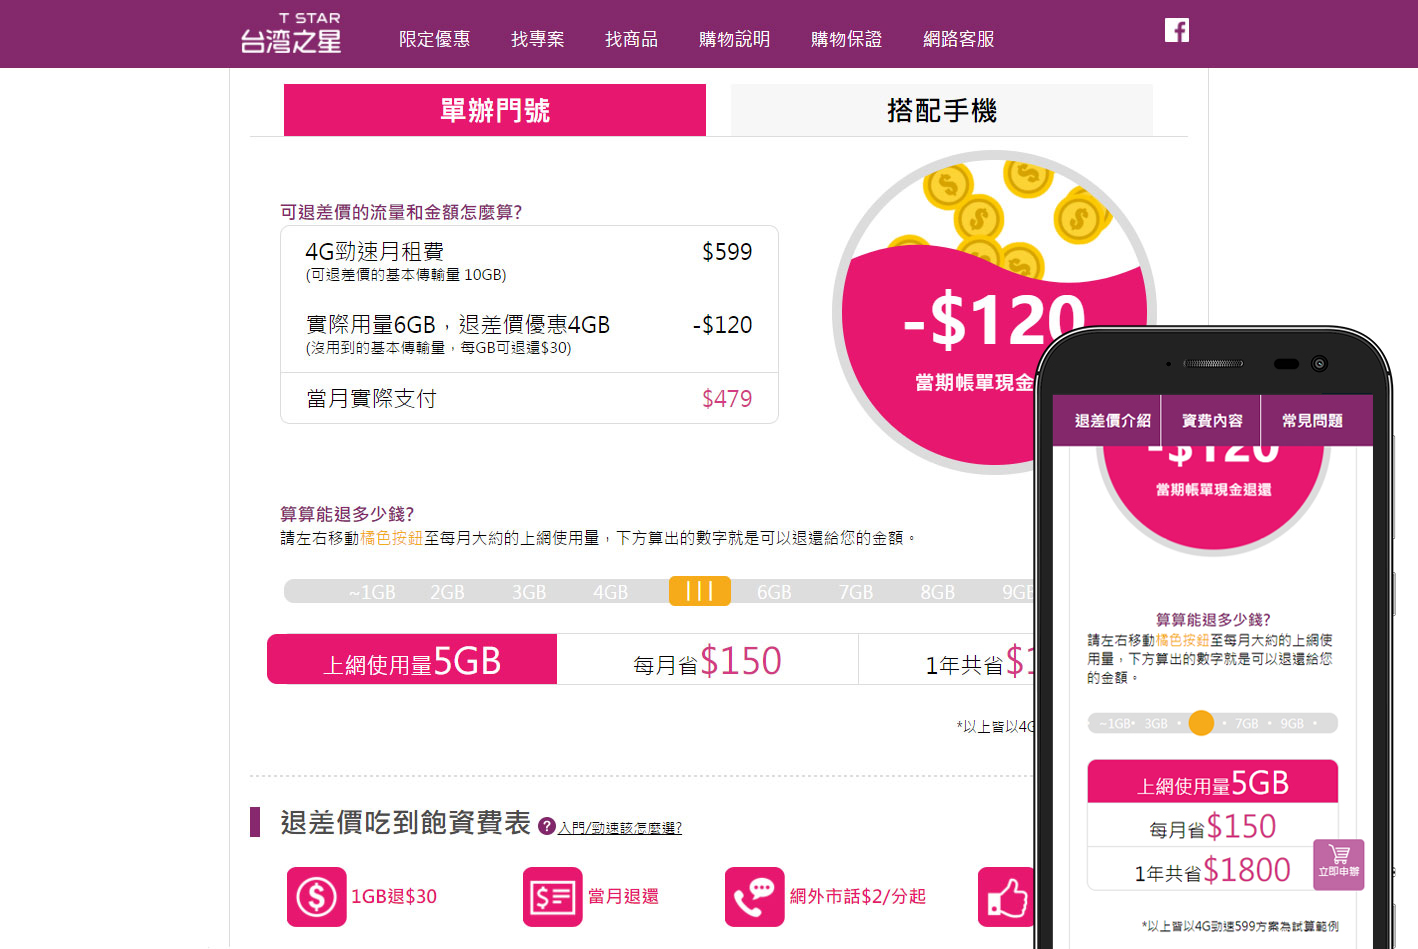 T STAR
台灣之星
限定優惠 找專案 找商品 購物說明 購物保證 網路客服
單辦門號 搭配手機
可退差價的流量和金額怎麼算?
4G勁速月租費 $599
(可退差價的基本傳輸量 10GB)
實際用量6GB，退差價優惠4GB -$120
(沒用到的基本傳輸量，每GB可退還$30)
當月實際支付 $479
-$120
當期帳單現金
算算能退多少錢?
請左右移動橘色按鈕至每月大約的上網使用量，下方算出的數字就是可以退還給您的金額。
~1GB 2GB 3GB 4GB 6GB 7GB 8GB 9GB
上網使用量5GB 每月省$150 1年共省$1
*以上皆以4G
退差價吃到飽資費表 ? 入門/勁速該怎麼選?
1GB退$30 當月退還 網外市話$2/分起
退差價介紹 資費內容 常見問題
-$120
當期帳單現金退還
算算能退多少錢?
請左右移動橘色按鈕至每月大約的上網使
用量，下方算出的數字就是可以退還給您
的金額。
~1GB• 3GB • • 7GB • 9GB •
上網使用量5GB
每月省$150
1年共省$1800
立即申辦
*以上皆以4G勁速599方案為試算範例